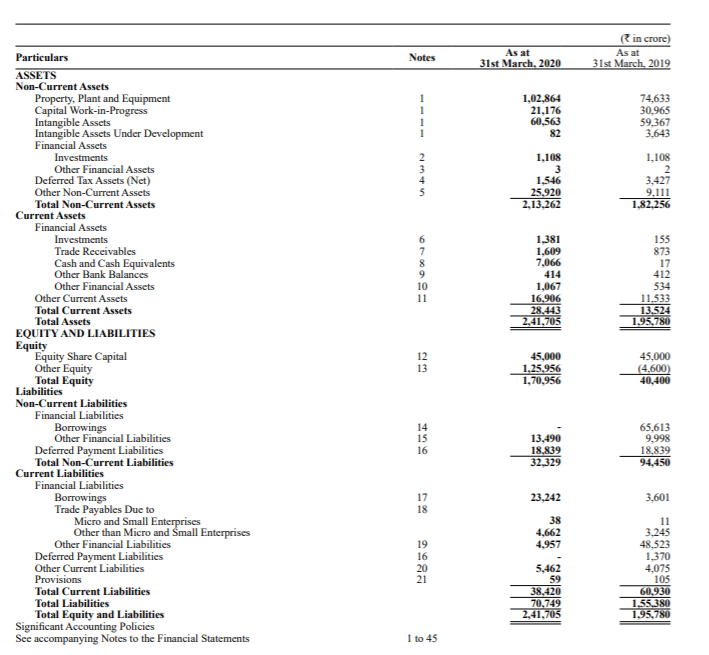 (₹ in crore)
Particulars Notes As at 31st March, 2020 As at 31st March, 2019
ASSETS
Non-Current Assets
Property, Plant and Equipment 1 1,02,864 74,633
Capital Work-in-Progress 1 21,176 30,965
Intangible Assets 1 60,563 59,367
Intangible Assets Under Development 1 82 3,643
Financial Assets
Investments 2 1,108 1,108
Other Financial Assets 3 3 2
Deferred Tax Assets (Net) 4 1,546 3,427
Other Non-Current Assets 5 25,920 9,111
Total Non-Current Assets 2,13,262 1,82,256
Current Assets
Financial Assets
Investments 6 1,381 155
Trade Receivables 7 1,609 873
Cash and Cash Equivalents 8 7,066 17
Other Bank Balances 9 414 412
Other Financial Assets 10 1,067 534
Other Current Assets 11 16,906 11,533
Total Current Assets 28,443 13,524
Total Assets 2,41,705 1,95,780
EQUITY AND LIABILITIES
Equity
Equity Share Capital 12 45,000 45,000
Other Equity 13 1,25,956 (4,600)
Total Equity 1,70,956 40,400
Liabilities
Non-Current Liabilities
Financial Liabilities
Borrowings 14 - 65,613
Other Financial Liabilities 15 13,490 9,998
Deferred Payment Liabilities 16 18,839 18,839
Total Non-Current Liabilities 32,329 94,450
Current Liabilities
Financial Liabilities
Borrowings 17 23,242 3,601
Trade Payables Due to 18
Micro and Small Enterprises 38 11
Other than Micro and Small Enterprises 4,662 3,245
Other Financial Liabilities 19 4,957 48,523
Deferred Payment Liabilities 16 - 1,370
Other Current Liabilities 20 5,462 4,075
Provisions 21 59 105
Total Current Liabilities 38,420 60,930
Total Liabilities 70,749 1,55,380
Total Equity and Liabilities 2,41,705 1,95,780
Significant Accounting Policies
See accompanying Notes to the Financial Statements 1 to 45